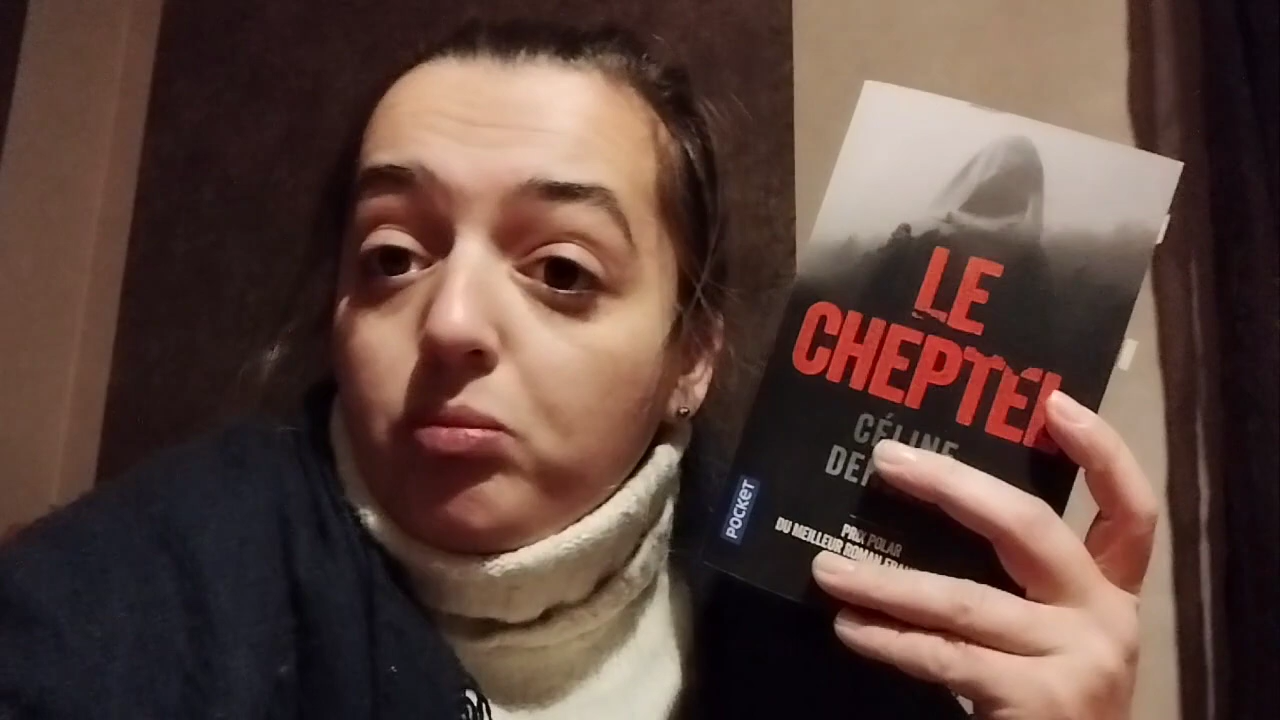 LE
CHEPTEL
CÉLINE
POCKET
PRIX POLAR
DU MEILLEUR ROMAN